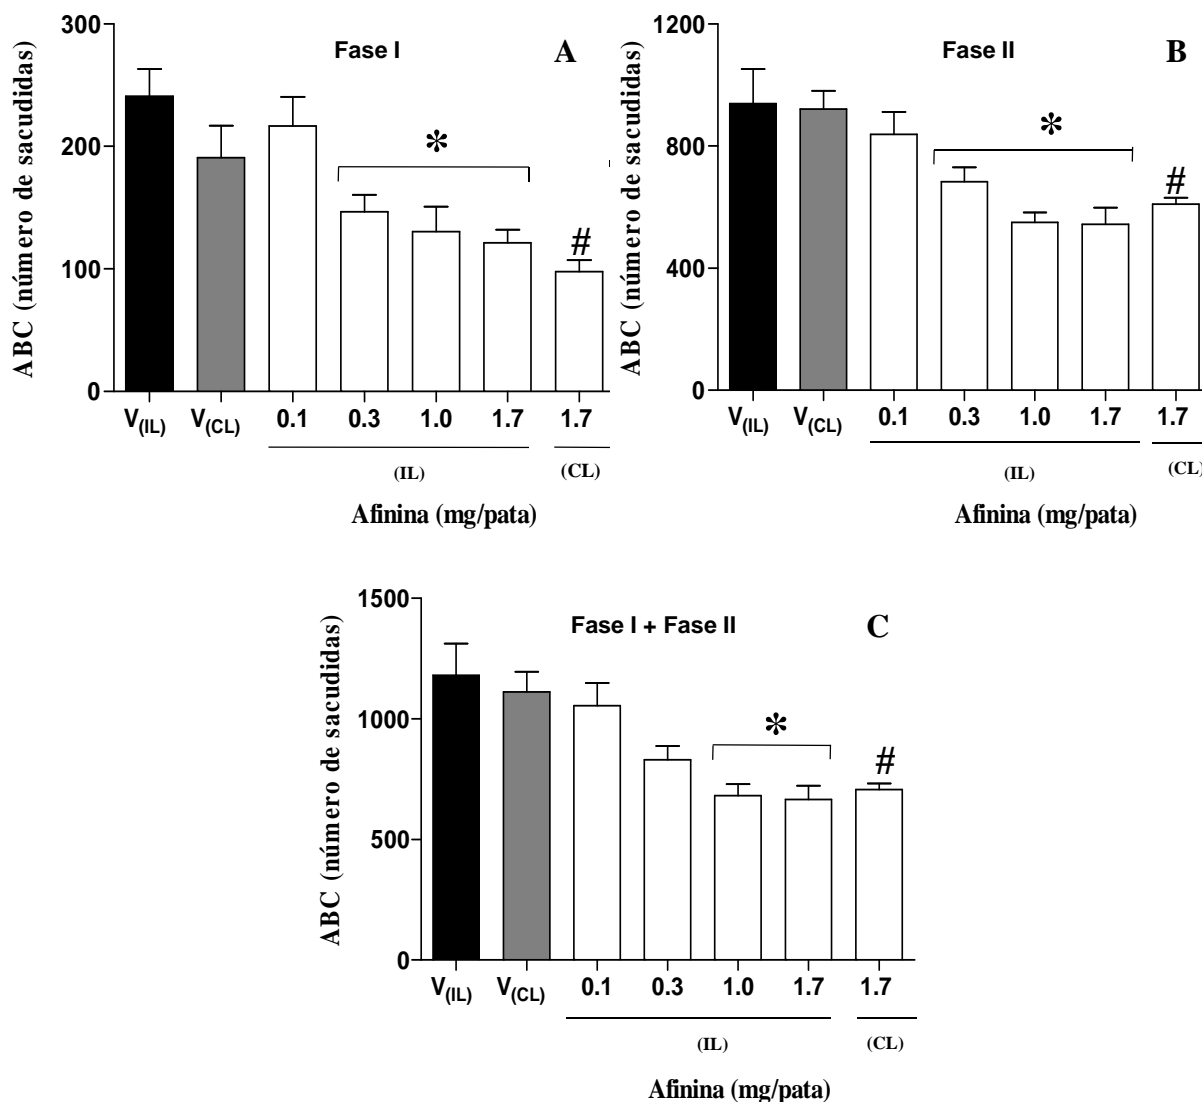 Fase I
A
ABC (número de sacudidas)
300
200
100
0
*
#
V(IL) V(CL) 0.1 0.3 1.0 1.7 1.7
(IL) (CL)
Afinina (mg/pata)
Fase II
B
ABC (número de sacudidas)
1200
800
400
0
*
#
V(IL) V(CL) 0.1 0.3 1.0 1.7 1.7
(IL) (CL)
Afinina (mg/pata)
Fase I + Fase II
C
ABC (número de sacudidas)
1500
1000
500
0
*
#
V(IL) V(CL) 0.1 0.3 1.0 1.7 1.7
(IL) (CL)
Afinina (mg/pata)